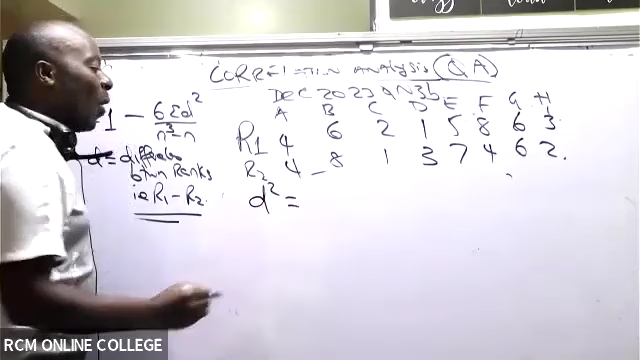 CORRELATION ANALYSIS (QA)
DEC 2023 QN3b
A B C D E F G H
R1 4 6 2 1 5 8 6 3
R2 4 8 1 3 7 4 6 2.
d² =
1 - 6Σd²
n³-n
d = difference
btwn Ranks
ie R1 - R2.
RCM ONLINE COLLEGE